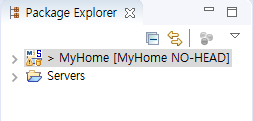 Package Explorer
> MyHome [MyHome NO-HEAD]
Servers